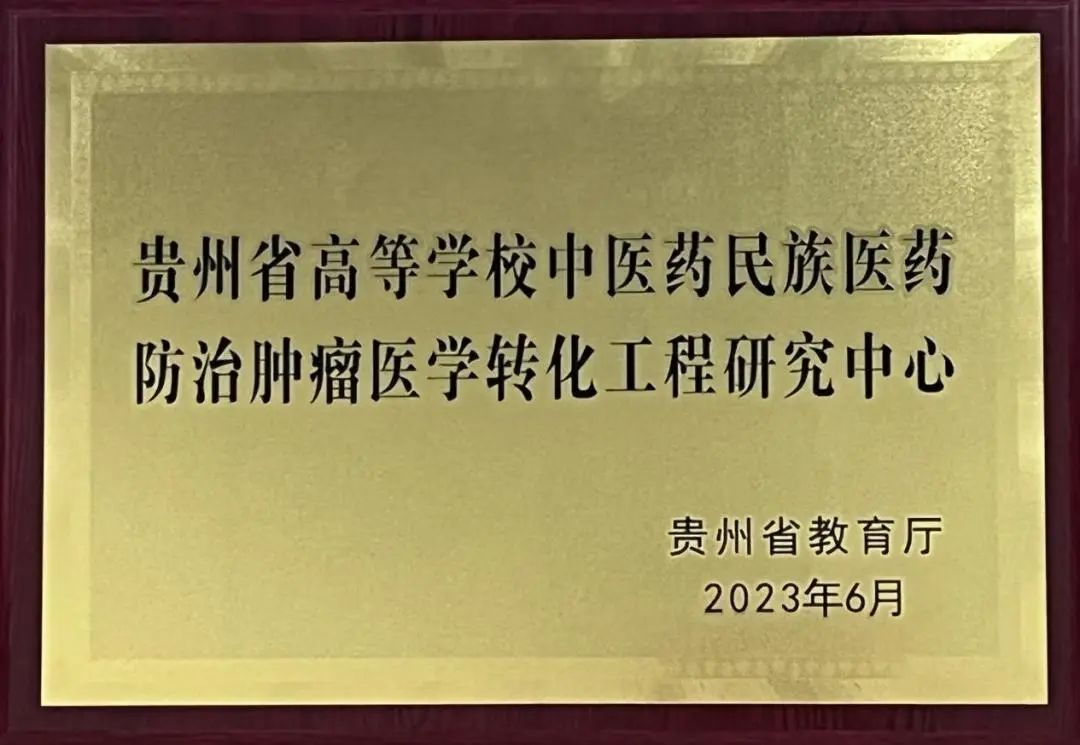 贵州省高等学校中医药民族医药
防治肿瘤医学转化工程研究中心
贵州省教育厅
2023年6月